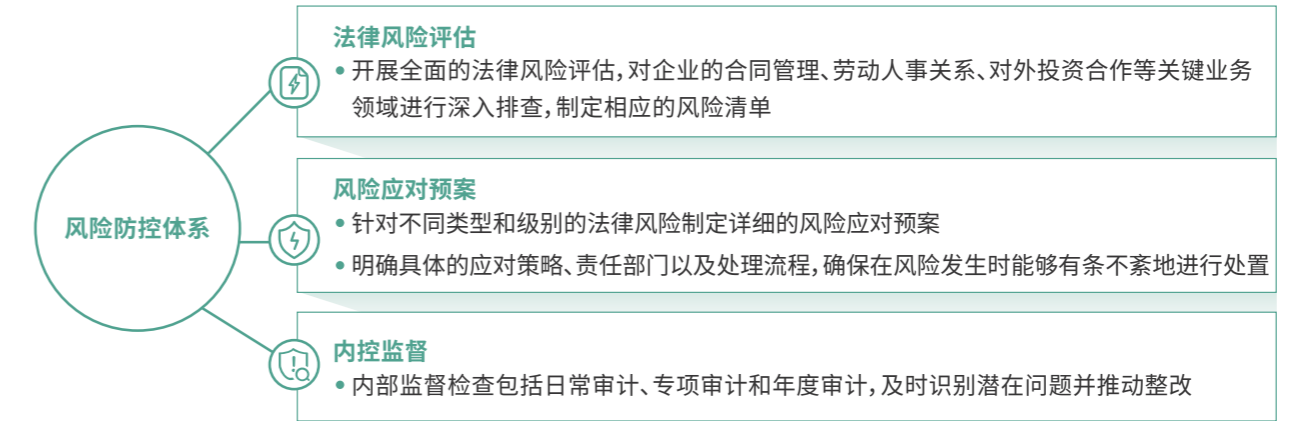 风险防控体系
法律风险评估
• 开展全面的法律风险评估，对企业的合同管理、劳动人事关系、对外投资合作等关键业务
领域进行深入排查，制定相应的风险清单
风险应对预案
• 针对不同类型和级别的法律风险制定详细的风险应对预案
• 明确具体的应对策略、责任部门以及处理流程，确保在风险发生时能够有条不紊地进行处置
内控监督
• 内部监督检查包括日常审计、专项审计和年度审计，及时识别潜在问题并推动整改